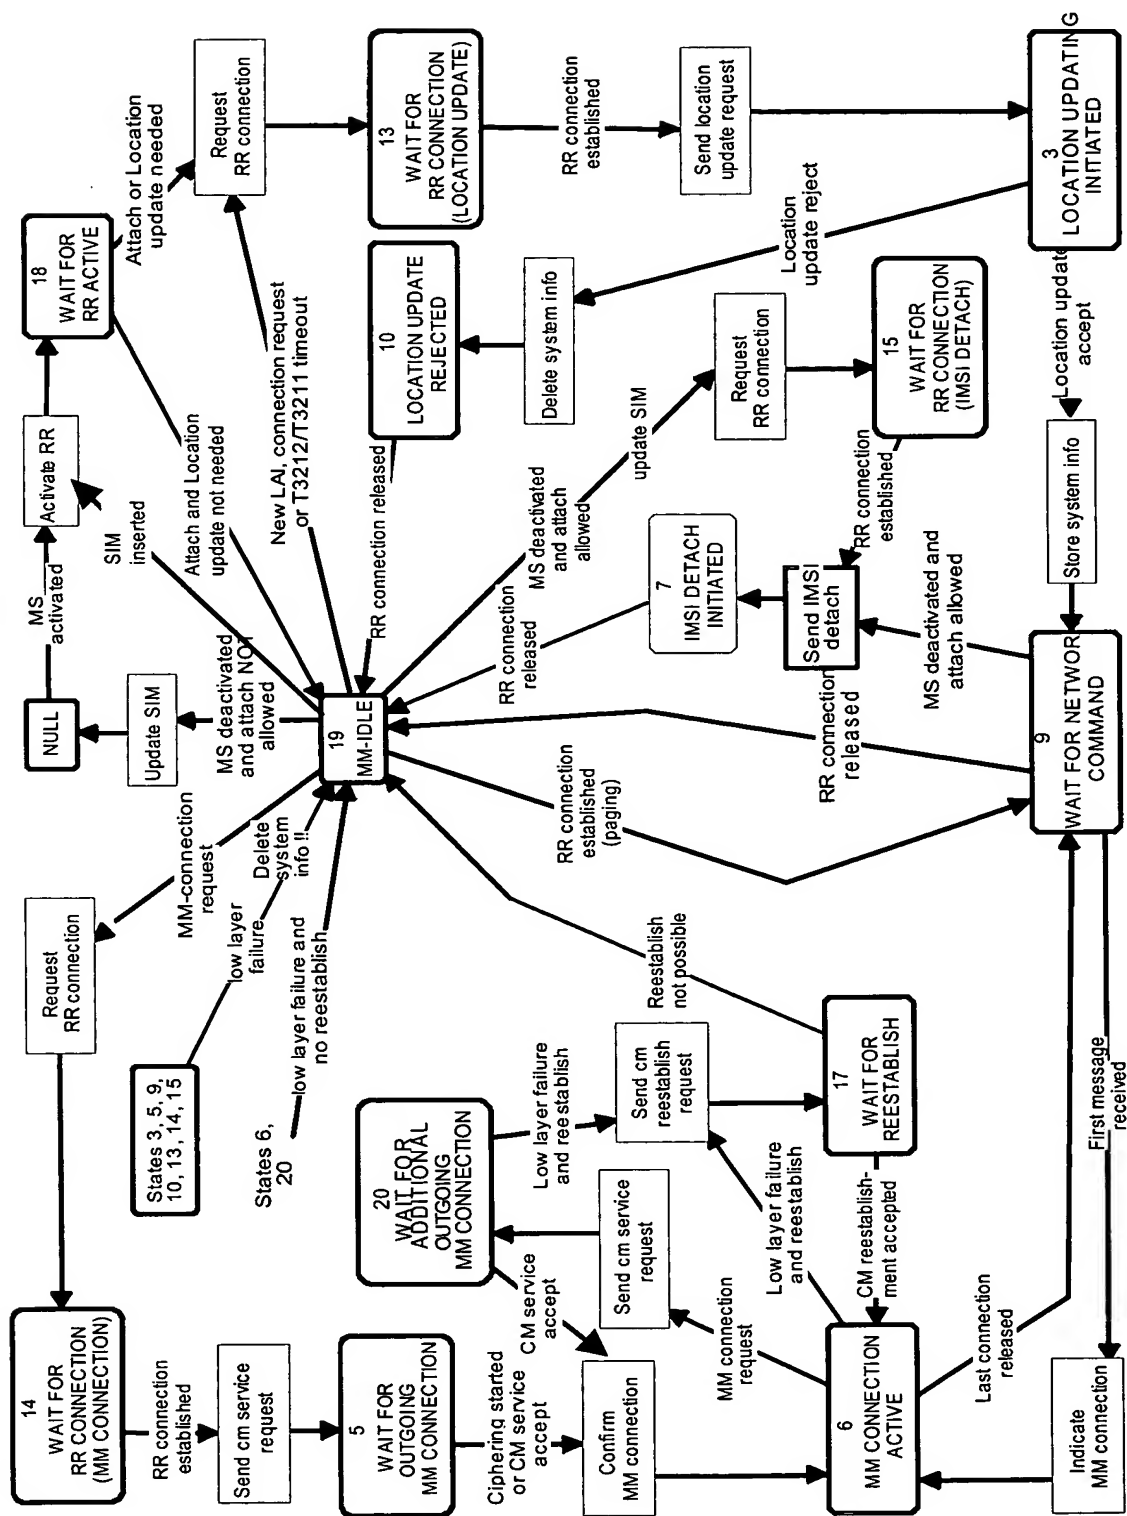 14
WAIT FOR
RR CONNECTION
(MM CONNECTION)
RR connection
established
Send cm service
request
5
WAIT FOR
OUTGOING
MM CONNECTION
Ciphering started
or CM service
accept
Confirm
MM connection
6
MM CONNECTION
ACTIVE
Indicate
MM connection
Request
RR connection
MM-connection
request
States 3, 5, 9,
10, 13, 14, 15
low layer
failure
Delete
system
info!!
States 6,
20
low layer failure and
no reestablish
20
WAIT FOR
ADDITIONAL
OUTGOING
MM CONNECTION
CM service
accept
Send cm service
request
MM connection
request
Low layer failure
and reestablish
Send cm
reestablish
request
Low layer failure
and reestablish
17
WAIT FOR
REESTABLISH
CM reestablish-
ment accepted
Reestablish
not possible
Last connection
released
First message
received
NULL
Update SIM
MS deactivated
and attach NOT
allowed
19
MM-IDLE
RR connection
established
(paging)
RR connection
released
9
WAIT FOR NETWOR
COMMAND
MS
activated
Activate RR
SIM
inserted
18
WAIT FOR
RR ACTIVE
Attach and Location
update not needed
Attach or Location
update needed
Request
RR connection
New LAI, connection request
or T3212/T3211 timeout
13
WAIT FOR
RR CONNECTION
(LOCATION UPDATE)
RR connection
established
Send location
update request
3
LOCATION UPDATING
INITIATED
Location update
reject
Delete system info
10
LOCATION UPDATE
REJECTED
RR connection released
MS deactivated
and attach
allowed
update SIM
Request
RR connection
15
WAIT FOR
RR CONNECTION
(IMSI DETACH)
RR connection
established
Send IMSI
detach
7
IMSI DETACH
INITIATED
RR connection
released
MS deactivated and
attach allowed
Location update
accept
Store system info